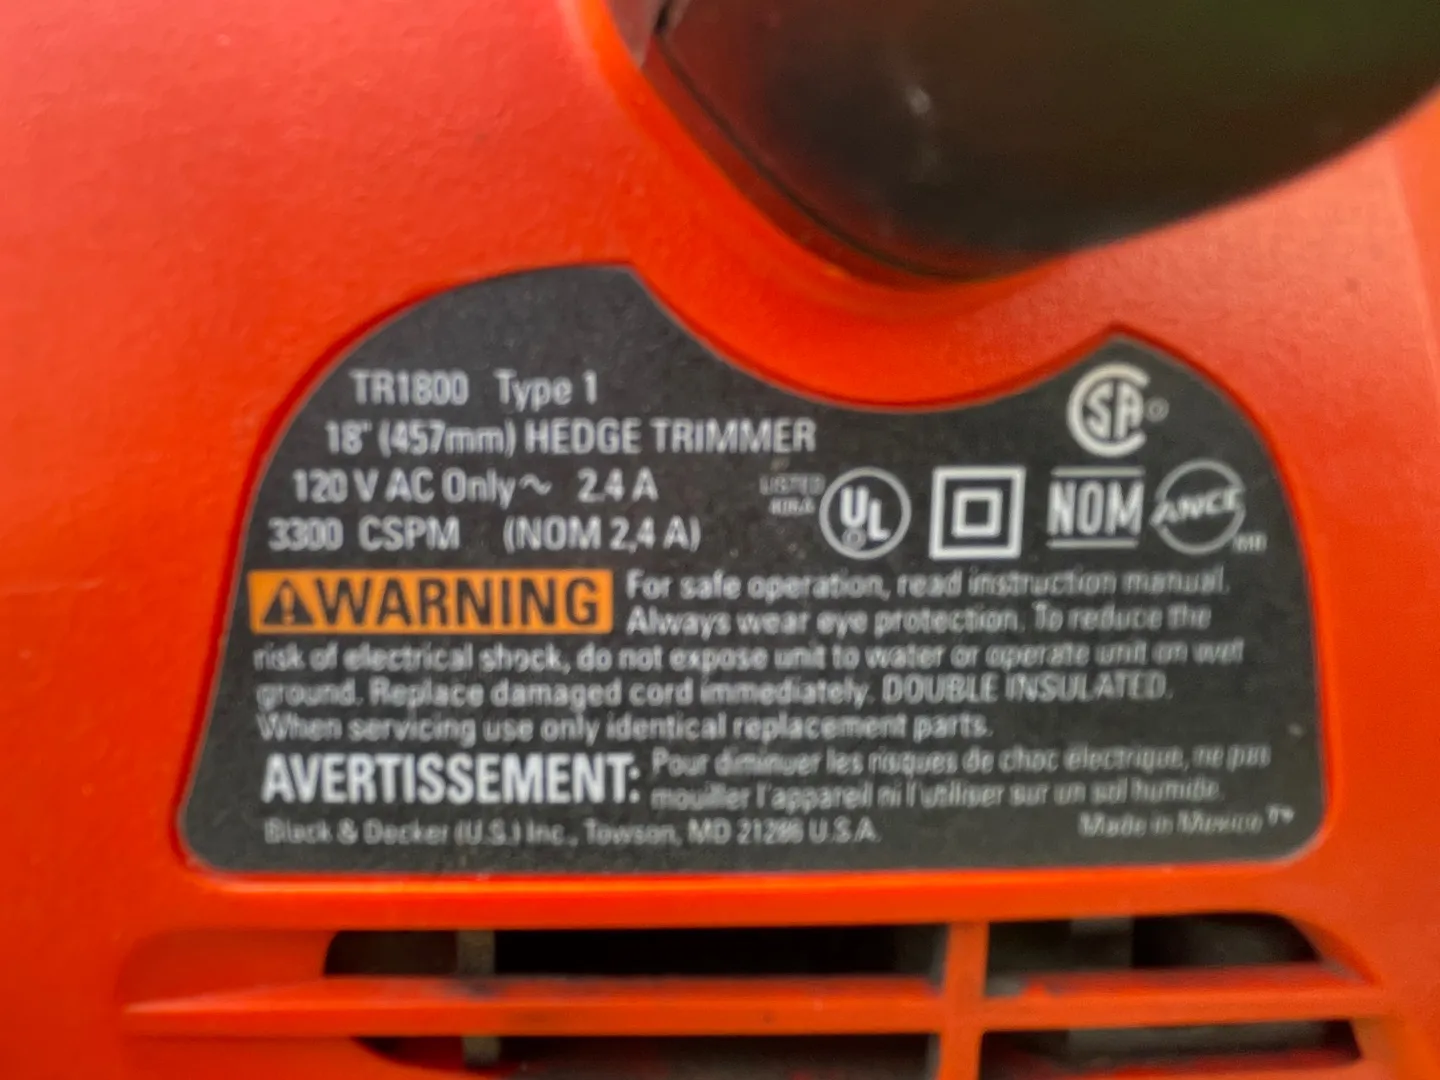 TR1800 Type 1
18" (457mm) HEDGE TRIMMER
120 V AC Only ~ 2.4 A
3300 CSPM (NOM 2,4 A)
LISTED
UL
CSA
NOM
ANCE
WARNING For safe operation, read instruction manual.
Always wear eye protection. To reduce the
risk of electrical shock, do not expose unit to water or operate unit on wet
ground. Replace damaged cord immediately. DOUBLE INSULATED.
When servicing use only identical replacement parts.
AVERTISSEMENT: Pour diminuer les risques de choc électrique, ne pas
mouiller l'appareil ni l'utiliser sur un sol humide.
Black & Decker (U.S.) Inc., Towson, MD 21286 U.S.A.
Made in Mexico